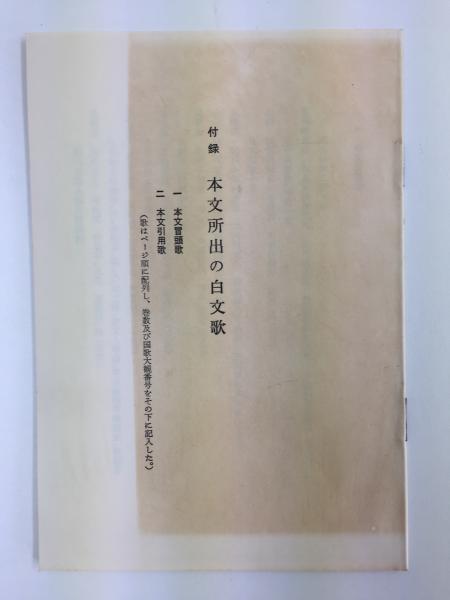 付録 本文所出の白文歌
一 本文冒頭歌
二 本文引用歌
(歌はページ順に配列し、巻数及び国歌大観番号をその下に記入した。)